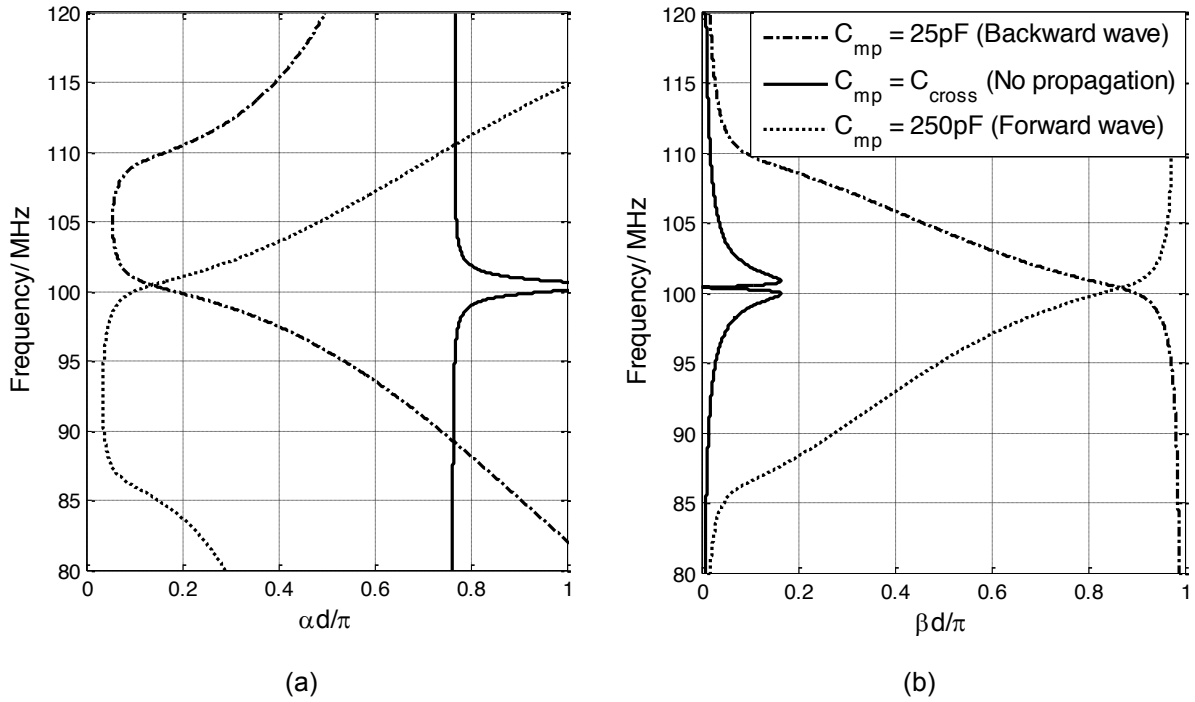 120
115
110
105
100
95
90
85
80
Frequency/ MHz
0 0.2 0.4 0.6 0.8 1
αd/π
(a)
120
115
110
105
100
95
90
85
80
Frequency/ MHz
0 0.2 0.4 0.6 0.8 1
βd/π
C_mp = 25pF (Backward wave)
C_mp = C_cross (No propagation)
C_mp = 250pF (Forward wave)
(b)